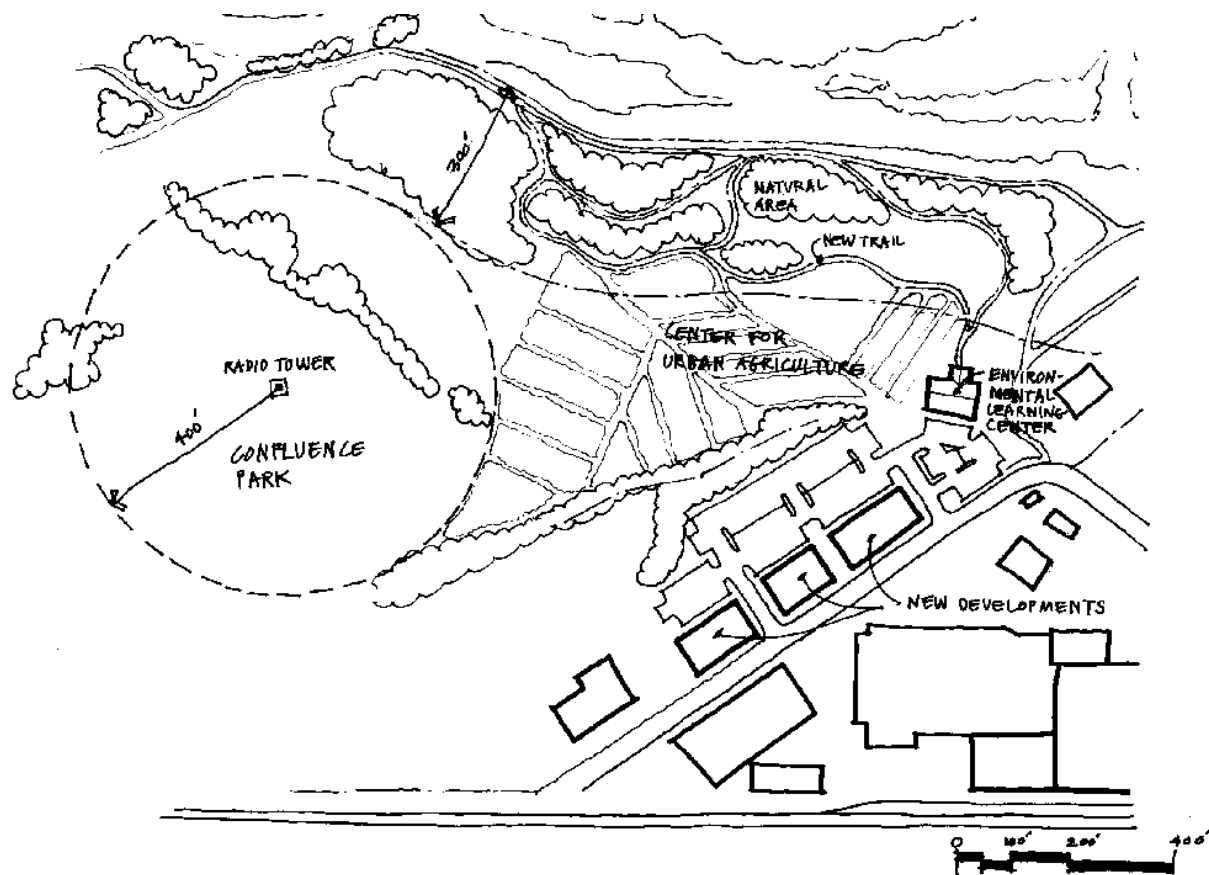 300'
NATURAL
AREA
NEW TRAIL
CENTER FOR
URBAN AGRICULTURE
RADIO TOWER
400'
CONFLUENCE
PARK
ENVIRON-
MENTAL
LEARNING
CENTER
NEW DEVELOPMENTS
0 100' 200' 400'